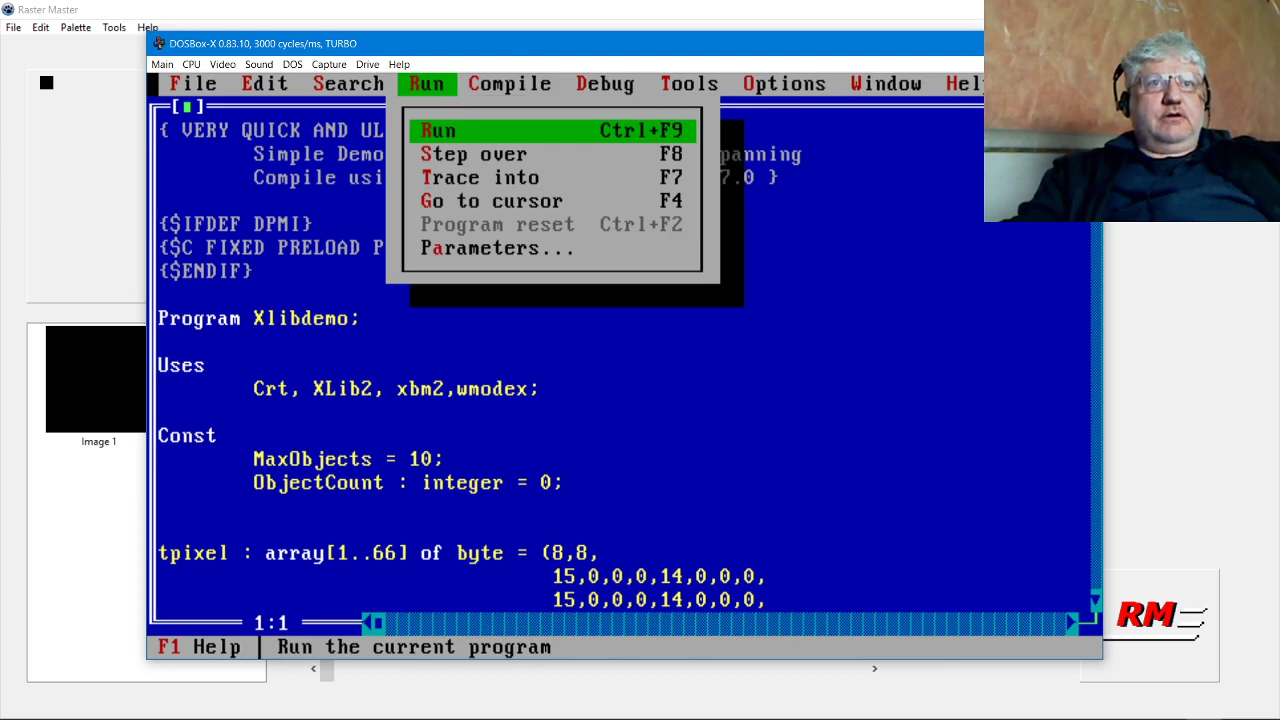 Raster Master
File Edit Palette Tools Help
DOSBox-X 0.83.10, 3000 cycles/ms, TURBO
Main CPU Video Sound DOS Capture Drive Help
File Edit Search Run Compile Debug Tools Options Window Hel
{ VERY QUICK AND UL
Simple Demo panning
Compile usi 7.0 }
Run Ctrl+F9
Step over F8
Trace into F7
Go to cursor F4
Program reset Ctrl+F2
Parameters...
{$IFDEF DPMI}
{$C FIXED PRELOAD P
{$ENDIF}
Program Xlibdemo;
Uses
Crt, XLib2, xbm2,wmodex;
Const
MaxObjects = 10;
ObjectCount : integer = 0;
tpixel : array[1..66] of byte = (8,8,
15,0,0,0,14,0,0,0,
15,0,0,0,14,0,0,0,
1:1
F1 Help | Run the current program
Image 1
RM